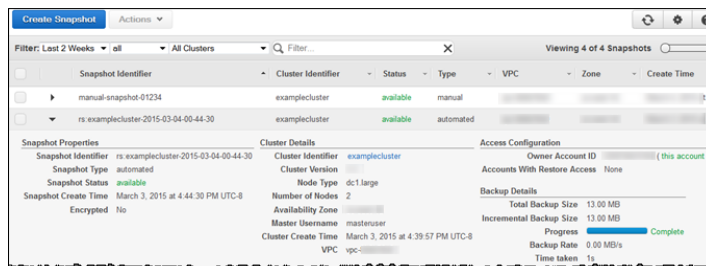 Create Snapshot Actions
Filter: Last 2 Weeks all All Clusters Filter... Viewing 4 of 4 Snapshots
Snapshot Identifier Cluster Identifier Status Type VPC Zone Create Time
manual-snapshot-01234 examplecluster available manual
rs:examplecluster-2015-03-04-00-44-30 examplecluster available automated
Snapshot Properties
Snapshot Identifier rs:examplecluster-2015-03-04-00-44-30
Snapshot Type automated
Snapshot Status available
Snapshot Create Time March 3, 2015 at 4:44:30 PM UTC-8
Encrypted No
Cluster Details
Cluster Identifier examplecluster
Cluster Version
Node Type dc1.large
Number of Nodes 2
Availability Zone
Master Username masteruser
Cluster Create Time March 3, 2015 at 4:39:57 PM UTC-8
VPC vpc-
Access Configuration
Owner Account ID ( this account
Accounts With Restore Access None
Backup Details
Total Backup Size 13.00 MB
Incremental Backup Size 13.00 MB
Progress Complete
Backup Rate 0.00 MB/s
Time taken 1s